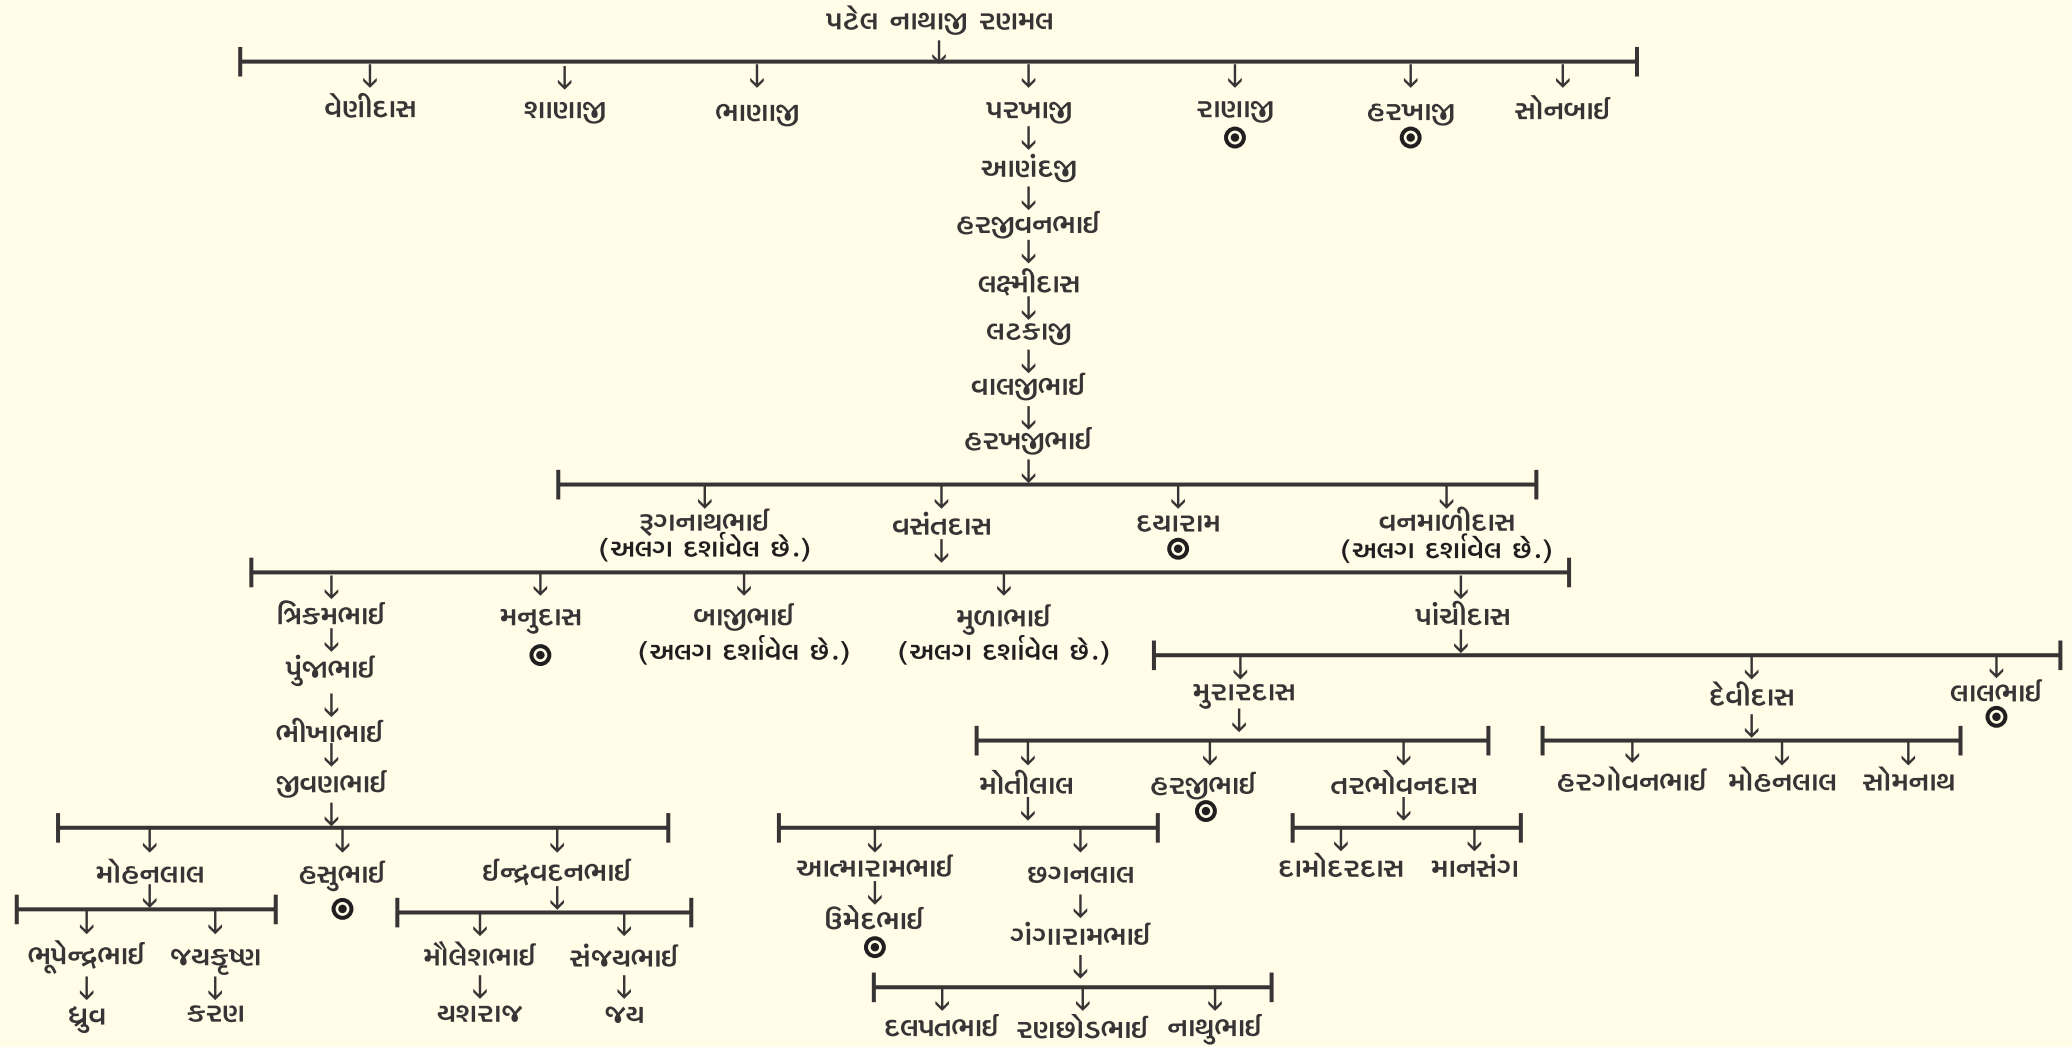 પટેલ નાથાજી રણમલ
વેણીદાસ શાણાજી ભાણાજી પરખાજી રાણાજી હરખાજી સોનબાઈ
આણંદજી
હરજીવનભાઈ
લક્ષ્મીદાસ
લટકાજી
વાલજીભાઈ
હરખજીભાઈ
રૂગનાથભાઈ વસંતદાસ દયારામ વનમાળીદાસ
(અલગ દર્શાવેલ છે.) (અલગ દર્શાવેલ છે.)
ત્રિકમભાઈ મનુદાસ બાજીભાઈ મુળાભાઈ પાંચીદાસ
(અલગ દર્શાવેલ છે.) (અલગ દર્શાવેલ છે.)
પુંજાભાઈ મુરારદાસ દેવીદાસ લાલભાઈ
ભીખાભાઈ
જીવણભાઈ મોતીલાલ હરજીભાઈ તરભોવનદાસ હરગોવનભાઈ મોહનલાલ સોમનાથ
મોહનલાલ હસુભાઈ ઈન્દ્રવદનભાઈ આત્મારામભાઈ છગનલાલ દામોદરદાસ માનસંગ
ઉમેદભાઈ ગંગારામભાઈ
ભૂપેન્દ્રભાઈ જયકૃષ્ણ મૌલેશભાઈ સંજયભાઈ
ધ્રુવ કરણ યશરાજ જય દલપતભાઈ રણછોડભાઈ નાથુભાઈ